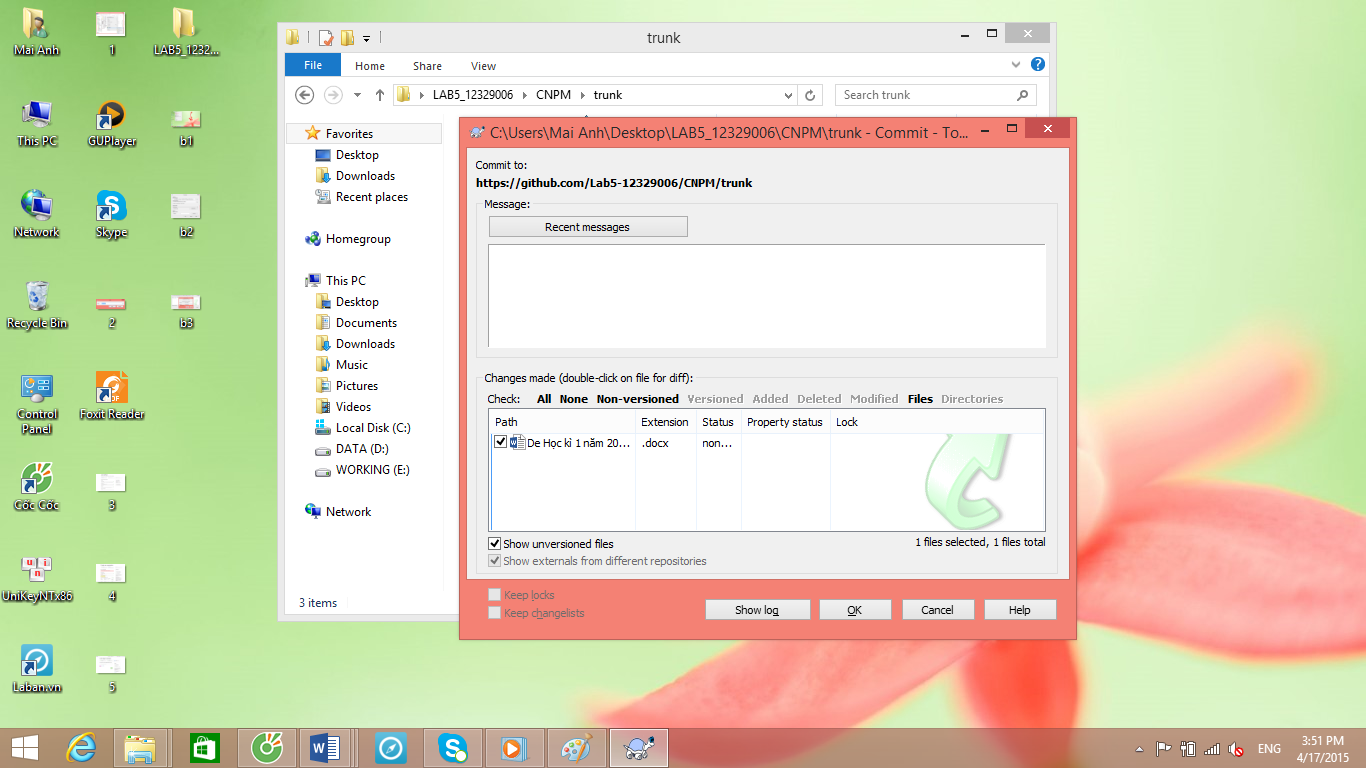 Mai Anh
1
LAB5_1232...
This PC
GUPlayer
b1
Network
Skype
b2
Recycle Bin
2
b3
Control Panel
Foxit Reader
Cốc Cốc
3
UniKeyNTx86
4
Laban.vn
5
trunk
File
Home
Share
View
LAB5_12329006
CNPM
trunk
Search trunk
Favorites
Desktop
Downloads
Recent places
Homegroup
This PC
Desktop
Documents
Downloads
Music
Pictures
Videos
Local Disk (C:)
DATA (D:)
WORKING (E:)
Network
3 items
C:\Users\Mai Anh\Desktop\LAB5_12329006\CNPM\trunk - Commit - To...
Commit to:
https://github.com/Lab5-12329006/CNPM/trunk
Message:
Recent messages
Changes made (double-click on file for diff):
Check: All None Non-versioned Versioned Added Deleted Modified Files Directories
Path Extension Status Property status Lock
De Học kì 1 năm 20... .docx non...
Show unversioned files
1 files selected, 1 files total
Show externals from different repositories
Keep locks
Keep changelists
Show log
OK
Cancel
Help
ENG
3:51 PM
4/17/2015